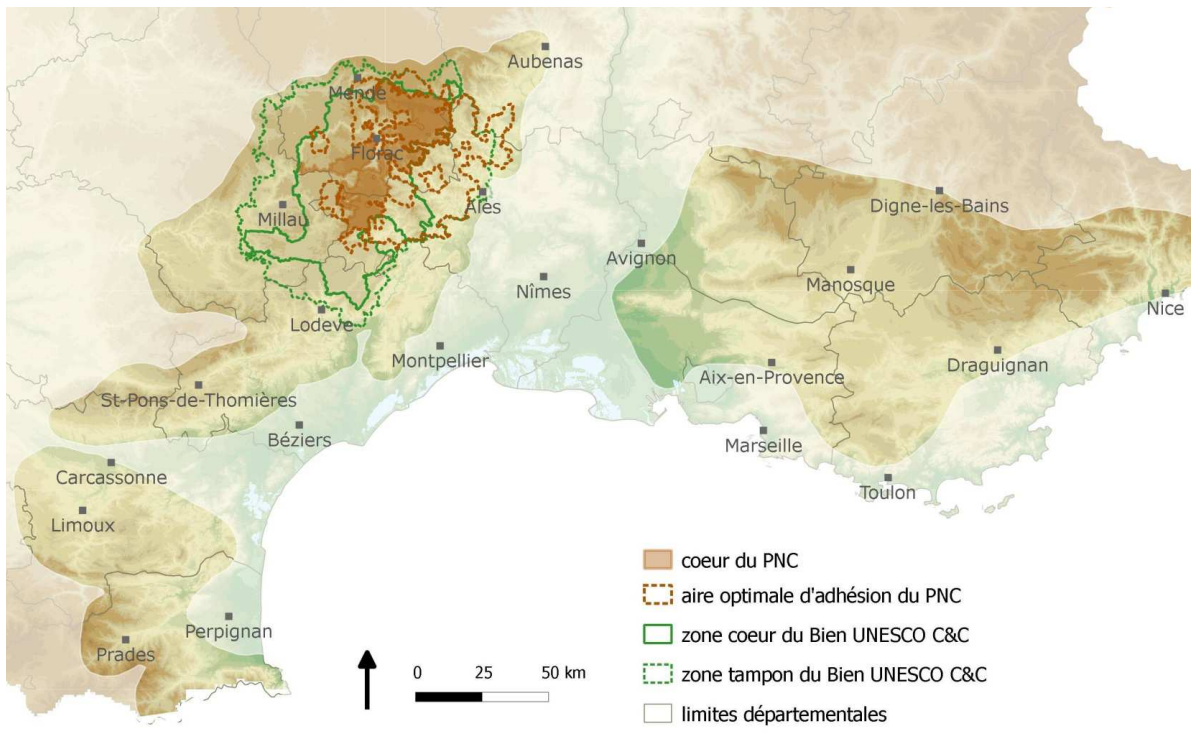 Aubenas
Mende
Florac
Millau
Alès
Digne-les-Bains
Avignon
Manosque
Nîmes
Nice
Lodeve
Montpellier
Draguignan
Aix-en-Provence
St-Pons-de-Thomières
Béziers
Marseille
Carcassonne
Toulon
Limoux
Perpignan
Prades
0 25 50 km
coeur du PNC
aire optimale d'adhésion du PNC
zone coeur du Bien UNESCO C&C
zone tampon du Bien UNESCO C&C
limites départementales